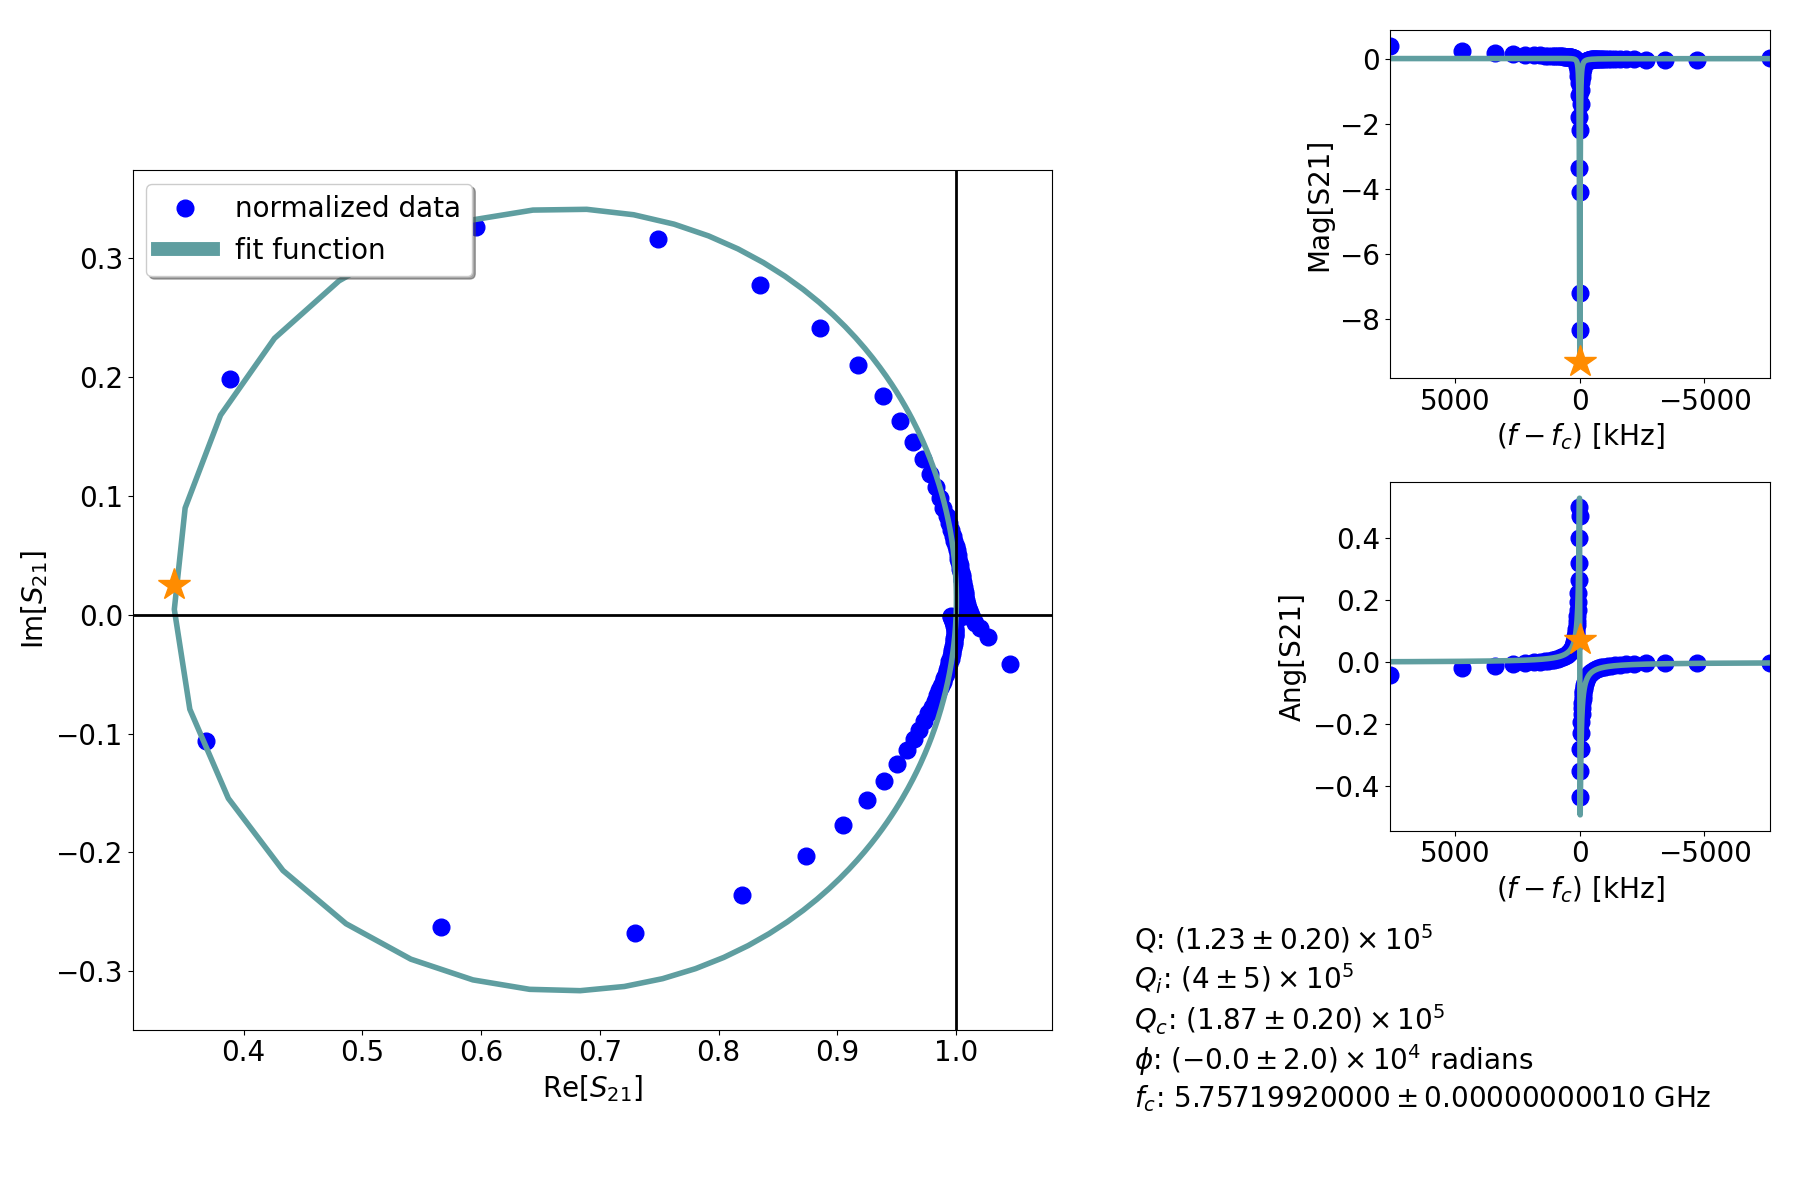 normalized data
fit function
0.3
0.2
0.1
0.0
−0.1
−0.2
−0.3
Im[S21]
0.4 0.5 0.6 0.7 0.8 0.9 1.0
Re[S21]
0
−2
−4
−6
−8
Mag[S21]
5000 0 −5000
(f − fc) [kHz]
0.4
0.2
0.0
−0.2
−0.4
Ang[S21]
5000 0 −5000
(f − fc) [kHz]
Q: (1.23 ± 0.20) × 10^5
Qi: (4 ± 5) × 10^5
Qc: (1.87 ± 0.20) × 10^5
ϕ: (−0.0 ± 2.0) × 10^4 radians
fc: 5.75719920000 ± 0.00000000010 GHz